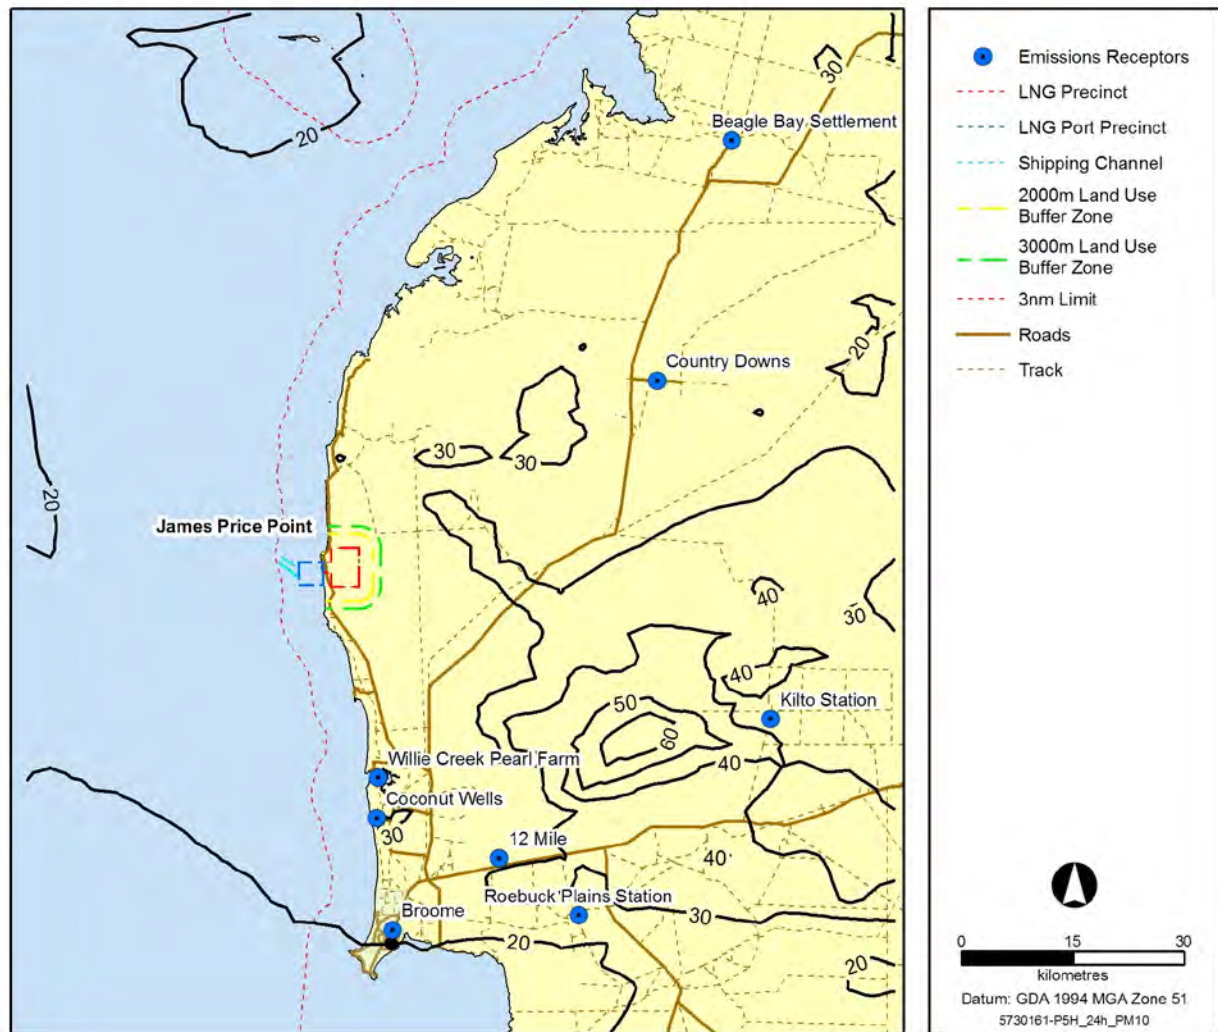 20
30
Beagle Bay Settlement
20
Country Downs
30
30
20
James Price Point
40
30
40
Kilto Station
50
60
40
Willie Creek Pearl Farm
Coconut Wells
30
12 Mile
40
Roebuck Plains Station
30
Broome
20
20
Emissions Receptors
LNG Precinct
LNG Port Precinct
Shipping Channel
2000m Land Use
Buffer Zone
3000m Land Use
Buffer Zone
3nm Limit
Roads
Track
0 15 30
kilometres
Datum: GDA 1994 MGA Zone 51
5730161-P5H_24h_PM10